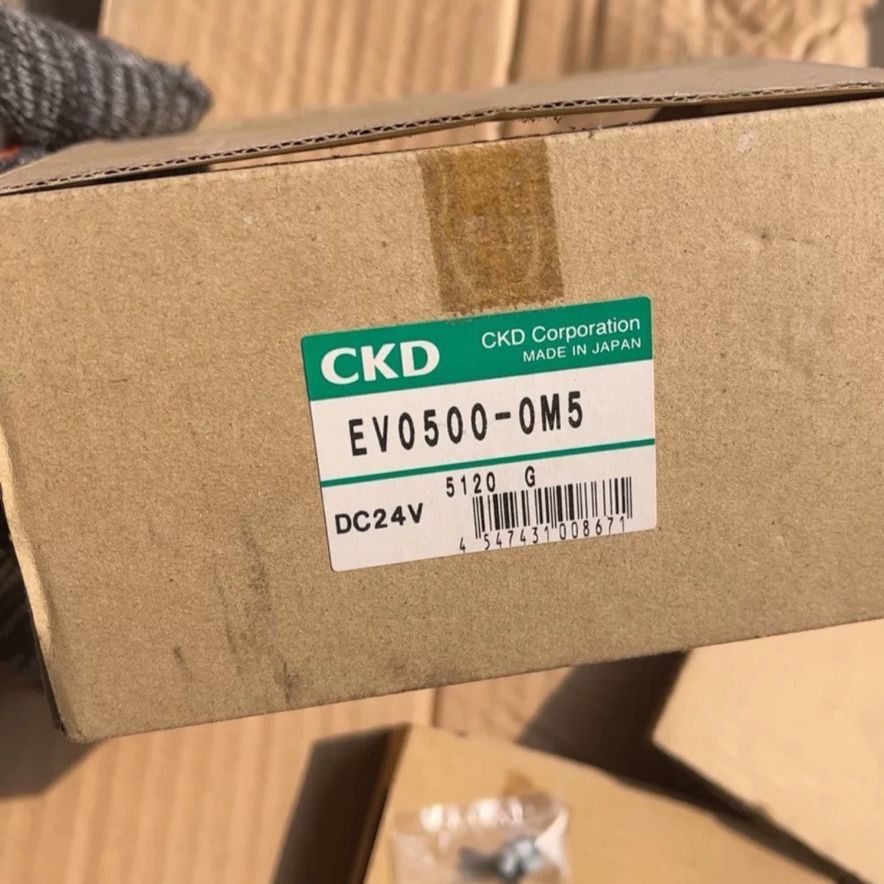 CKD
CKD Corporation
MADE IN JAPAN
EV0500-0M5
5120 G
DC24V
4 547431 008671